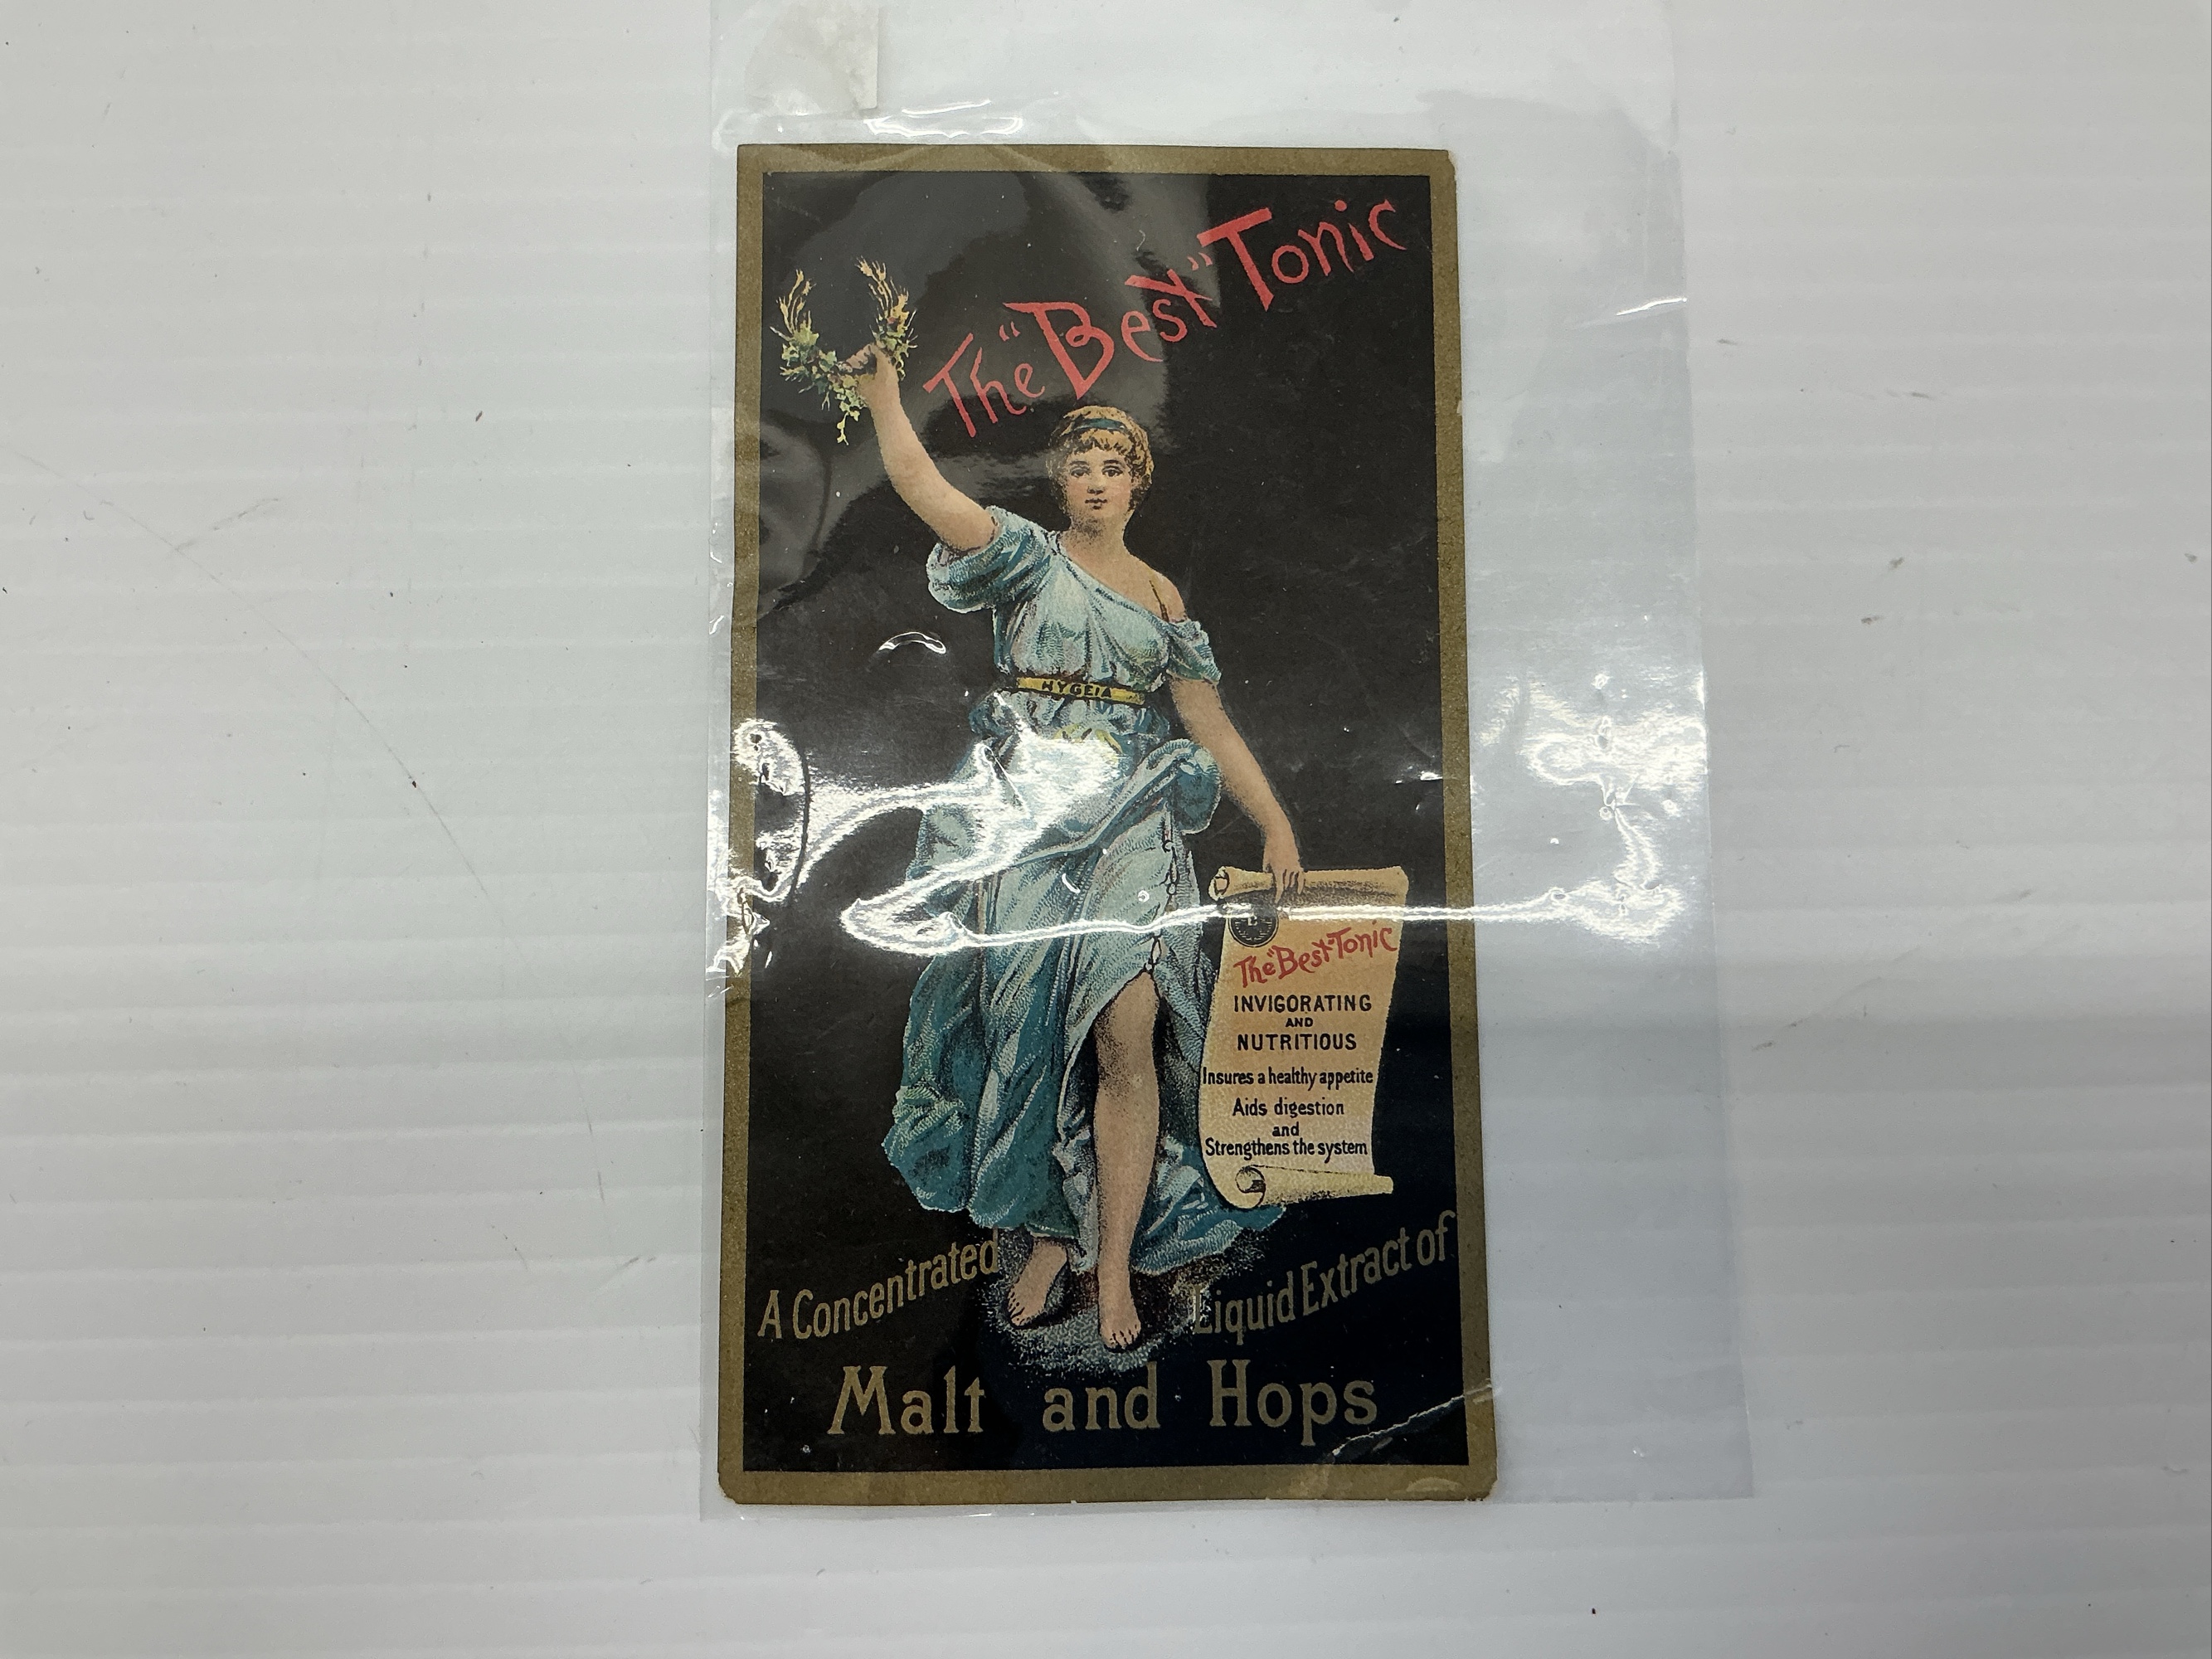 The "Best" Tonic
HYGEIA
The "Best" Tonic
INVIGORATING
AND
NUTRITIOUS
Insures a healthy appetite
Aids digestion
and
Strengthens the system
A Concentrated Liquid Extract of
Malt and Hops